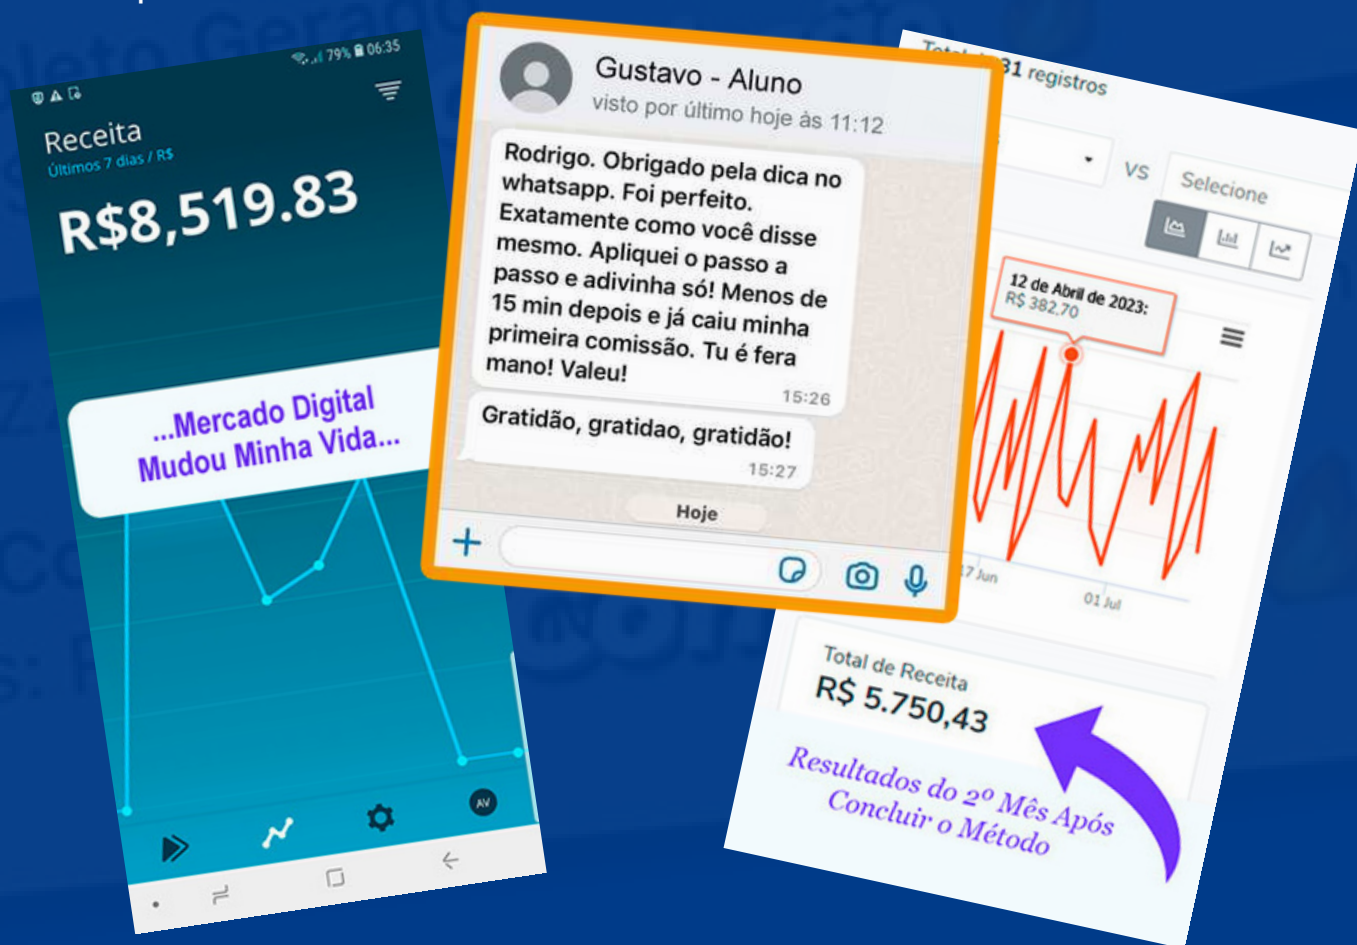 79% 06:35
Receita
Últimos 7 dias / R$
R$8,519.83
...Mercado Digital
Mudou Minha Vida...
AV
Gustavo - Aluno
visto por último hoje às 11:12
Rodrigo. Obrigado pela dica no
whatsapp. Foi perfeito.
Exatamente como você disse
mesmo. Apliquei o passo a
passo e adivinha só! Menos de
15 min depois e já caiu minha
primeira comissão. Tu é fera
mano! Valeu!
15:26
Gratidão, gratidao, gratidão!
15:27
Hoje
31 registros
VS
Selecione
12 de Abril de 2023:
R$ 382,70
17 Jun
01 Jul
Total de Receita
R$ 5.750,43
Resultados do 2º Mês Após
Concluir o Método